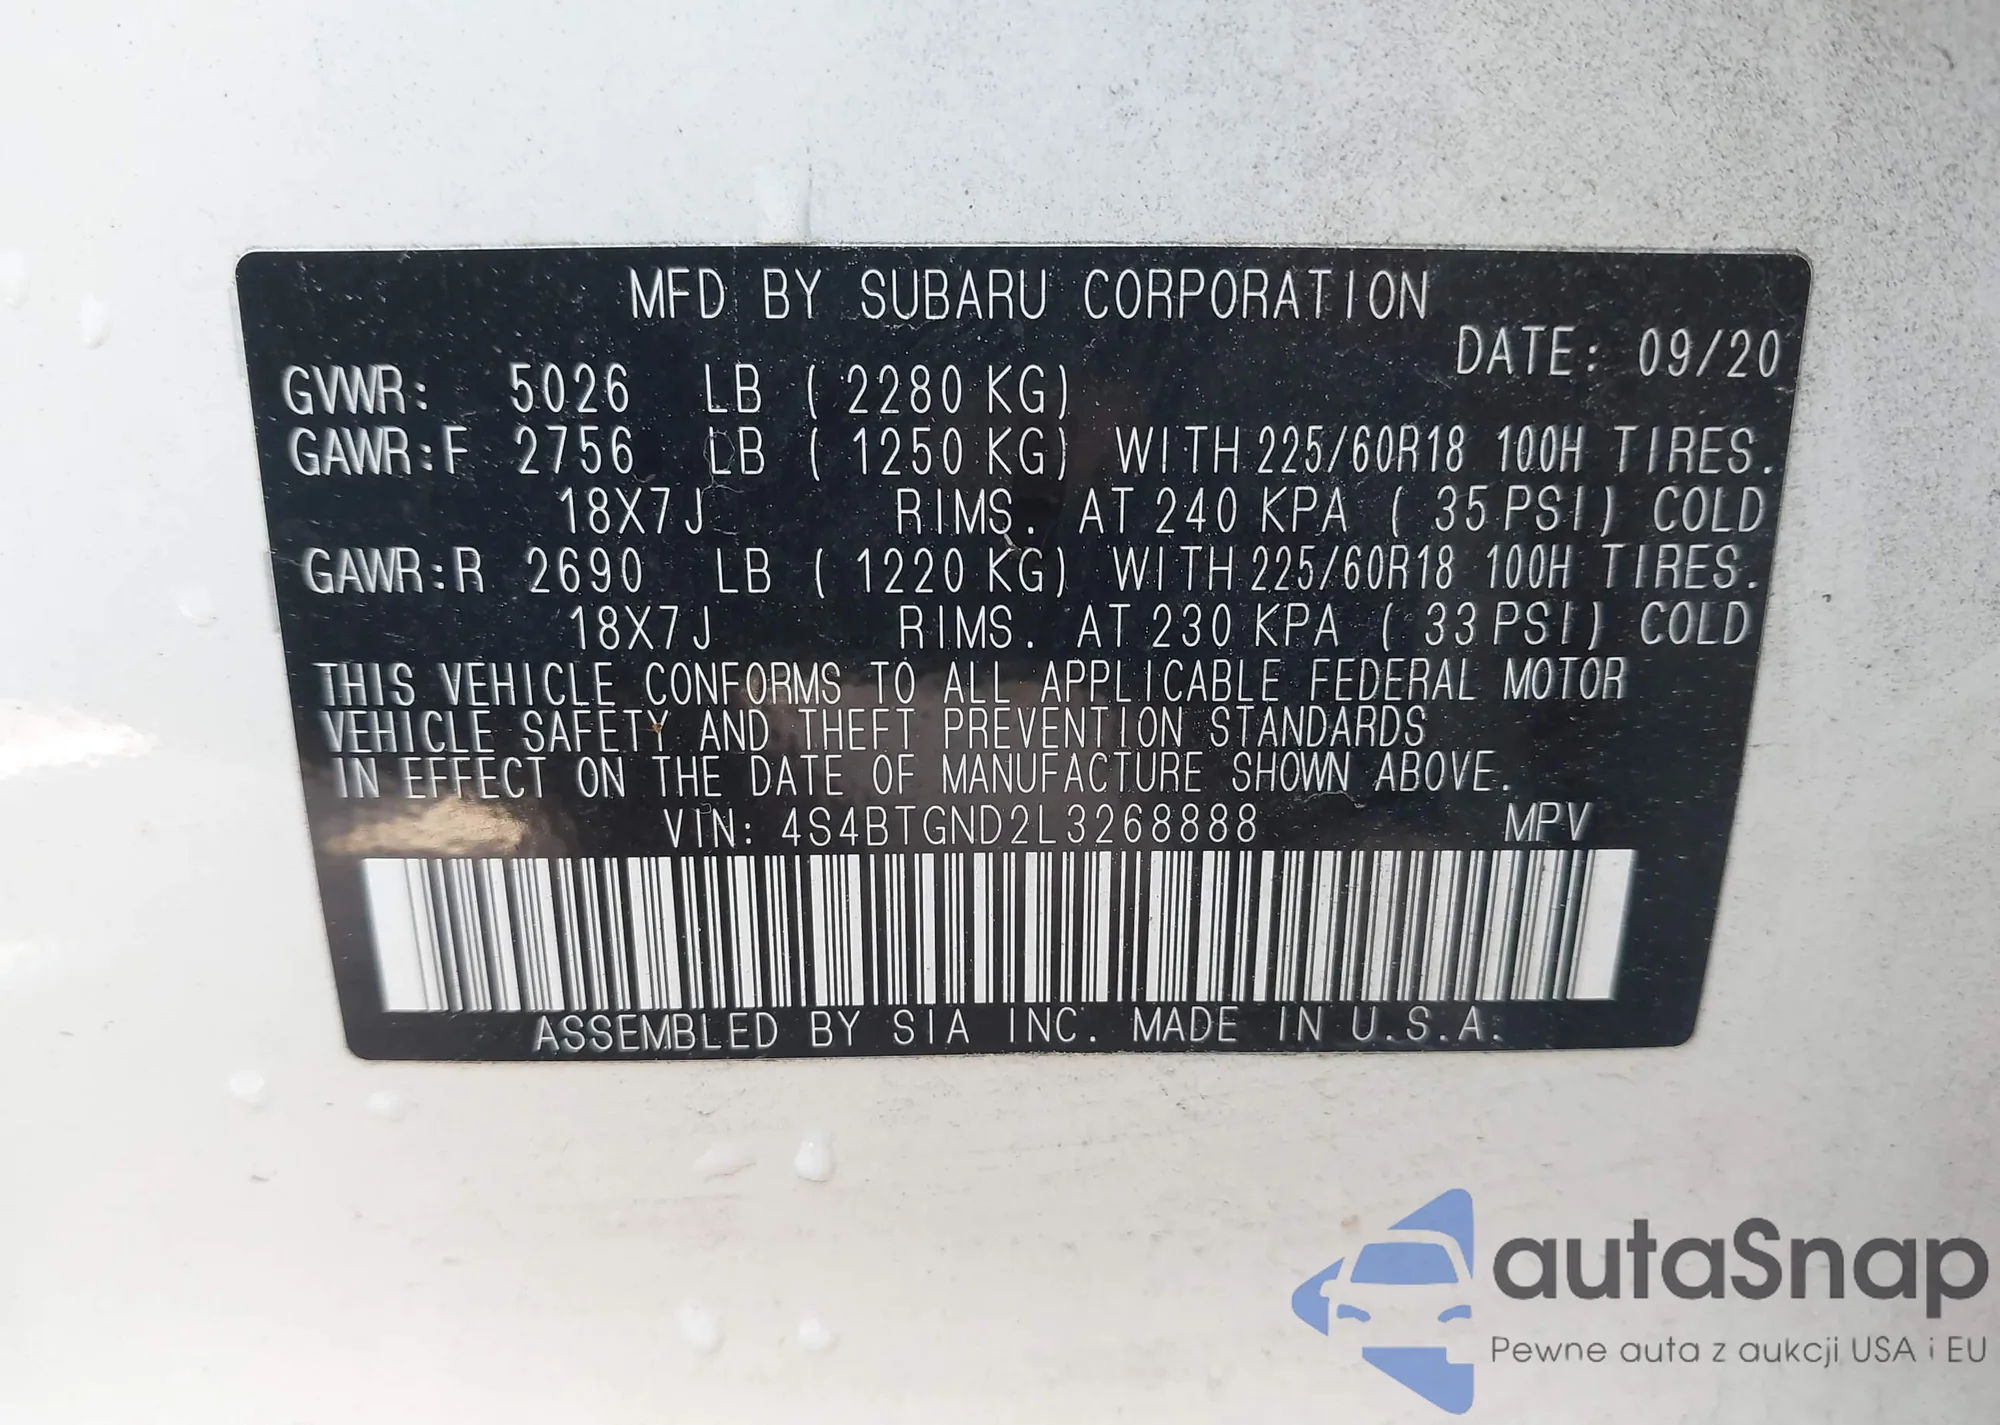 MFD BY SUBARU CORPORATION
DATE: 09/20
GVWR: 5026 LB ( 2280 KG)
GAWR:F 2756 LB ( 1250 KG) WITH 225/60R18 100H TIRES.
18X7J RIMS. AT 240 KPA ( 35 PSI) COLD
GAWR:R 2690 LB ( 1220 KG) WITH 225/60R18 100H TIRES.
18X7J RIMS. AT 230 KPA ( 33 PSI) COLD
THIS VEHICLE CONFORMS TO ALL APPLICABLE FEDERAL MOTOR
VEHICLE SAFETY AND THEFT PREVENTION STANDARDS
IN EFFECT ON THE DATE OF MANUFACTURE SHOWN ABOVE.
VIN: 4S4BTGND2L3268888 MPV
ASSEMBLED BY SIA INC. MADE IN U.S.A.
autaSnap
Pewne auta z aukcji USA i EU